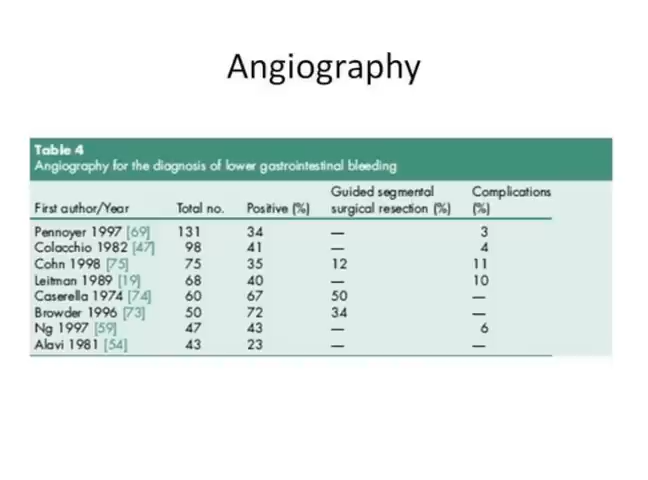 Angiography
Table 4
Angiography for the diagnosis of lower gastrointestinal bleeding
Guided segmental Complications
First author/Year Total no. Positive (%) surgical resection (%) (%)
Pennoyer 1997 [69] 131 34 — 3
Colacchio 1982 [47] 98 41 — 4
Cohn 1998 [75] 75 35 12 11
Leitman 1989 [19] 68 40 — 10
Caserella 1974 [74] 60 67 50 —
Browder 1996 [73] 50 72 34 —
Ng 1997 [59] 47 43 — 6
Alavi 1981 [54] 43 23 — —